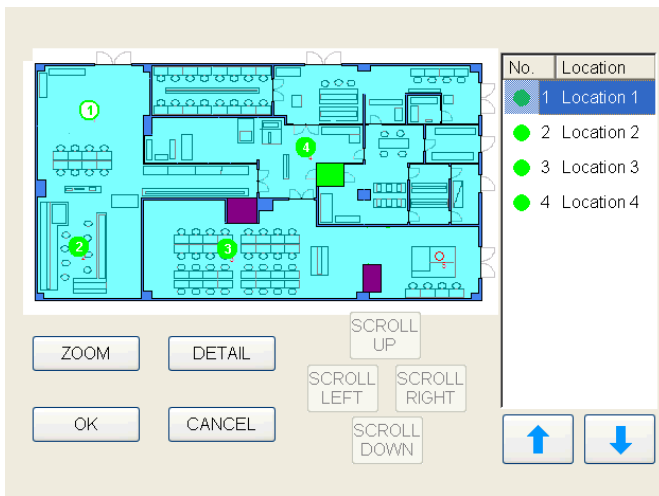 No. Location
1 Location 1
2 Location 2
3 Location 3
4 Location 4
1
4
2
3
ZOOM
DETAIL
SCROLL
UP
SCROLL
LEFT
SCROLL
RIGHT
OK
CANCEL
SCROLL
DOWN